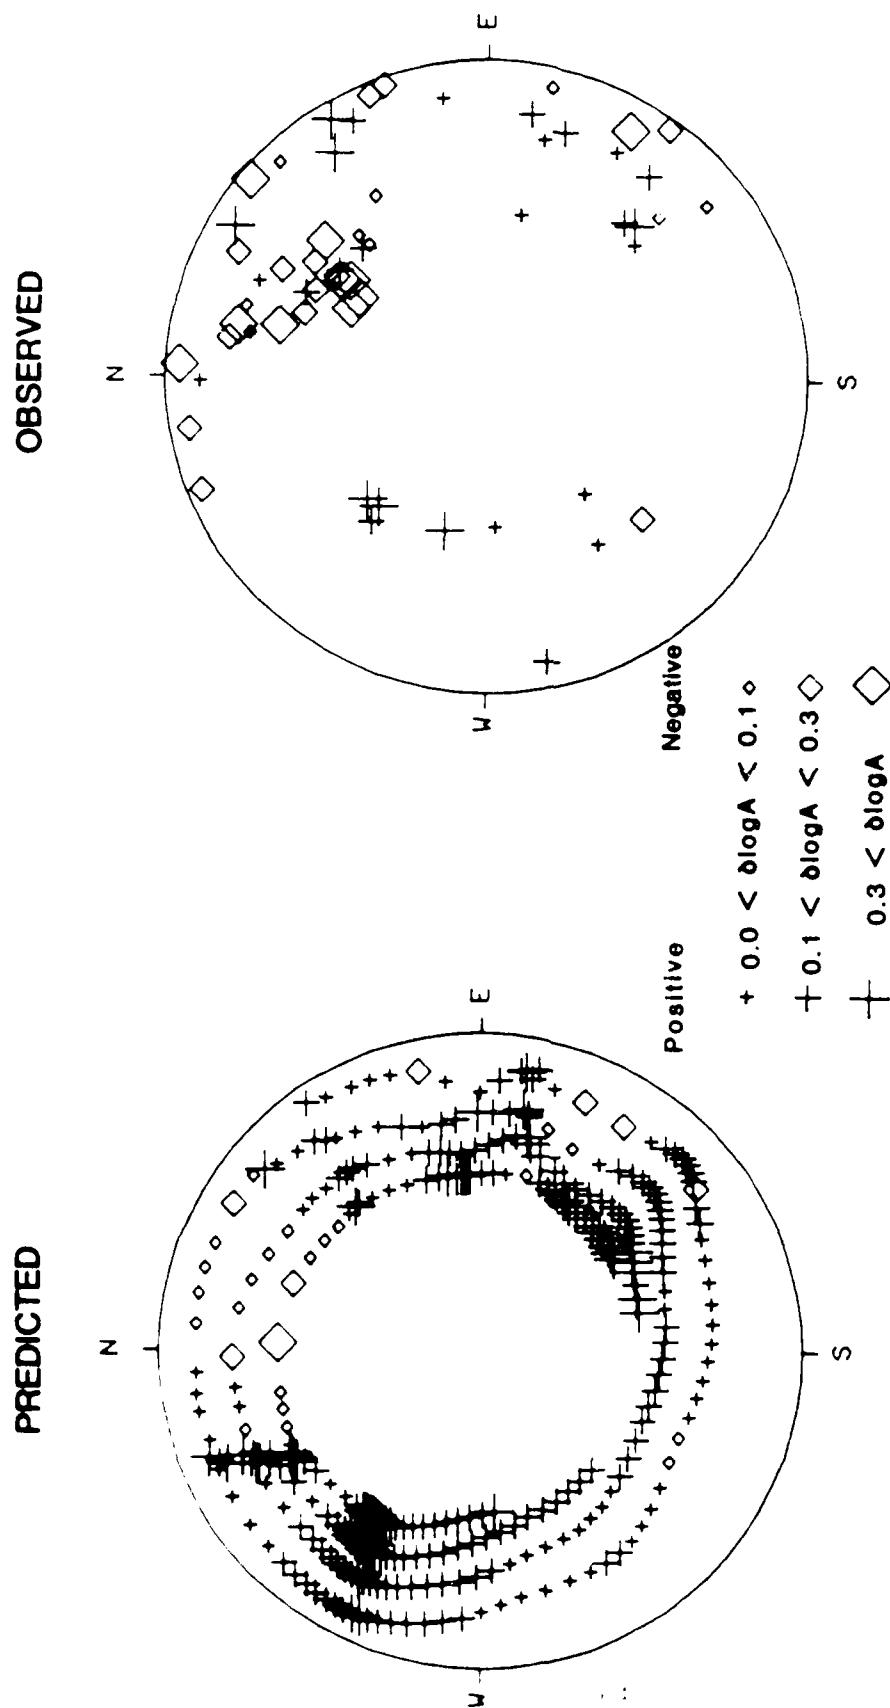 PREDICTED
OBSERVED
N
E
S
W
N
E
S
W
Positive
Negative
0.0 < δlogA < 0.1
0.1 < δlogA < 0.3
0.3 < δlogA